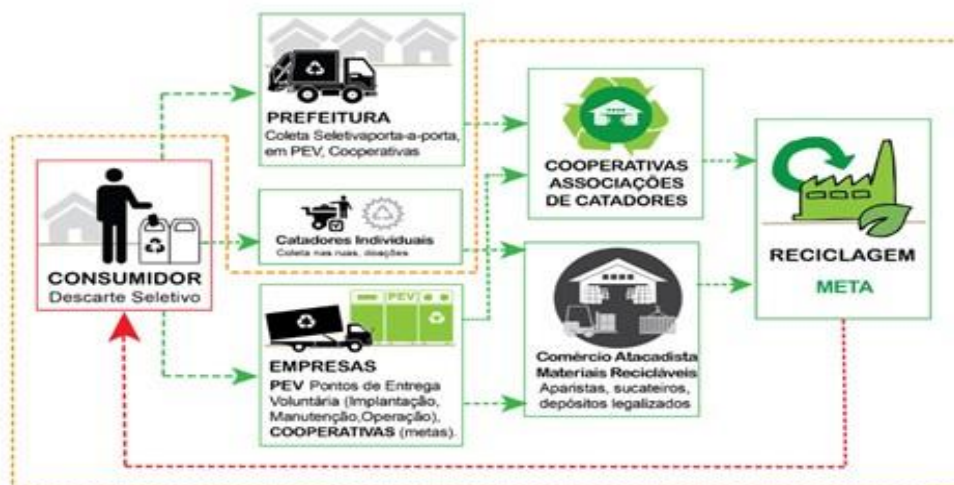 PREFEITURA
Coleta Seletivaporta-a-porta,
em PEV, Cooperativas
CONSUMIDOR
Descarte Seletivo
Catadores Individuais
Coleta nas ruas, doações
PEV
EMPRESAS
PEV Pontos de Entrega
Voluntária (Implantação,
Manutenção,Operação),
COOPERATIVAS (metas).
COOPERATIVAS
ASSOCIAÇÕES
DE CATADORES
Comércio Atacadista
Materiais Recicláveis
Aparistas, sucateiros,
depósitos legalizados
RECICLAGEM
META